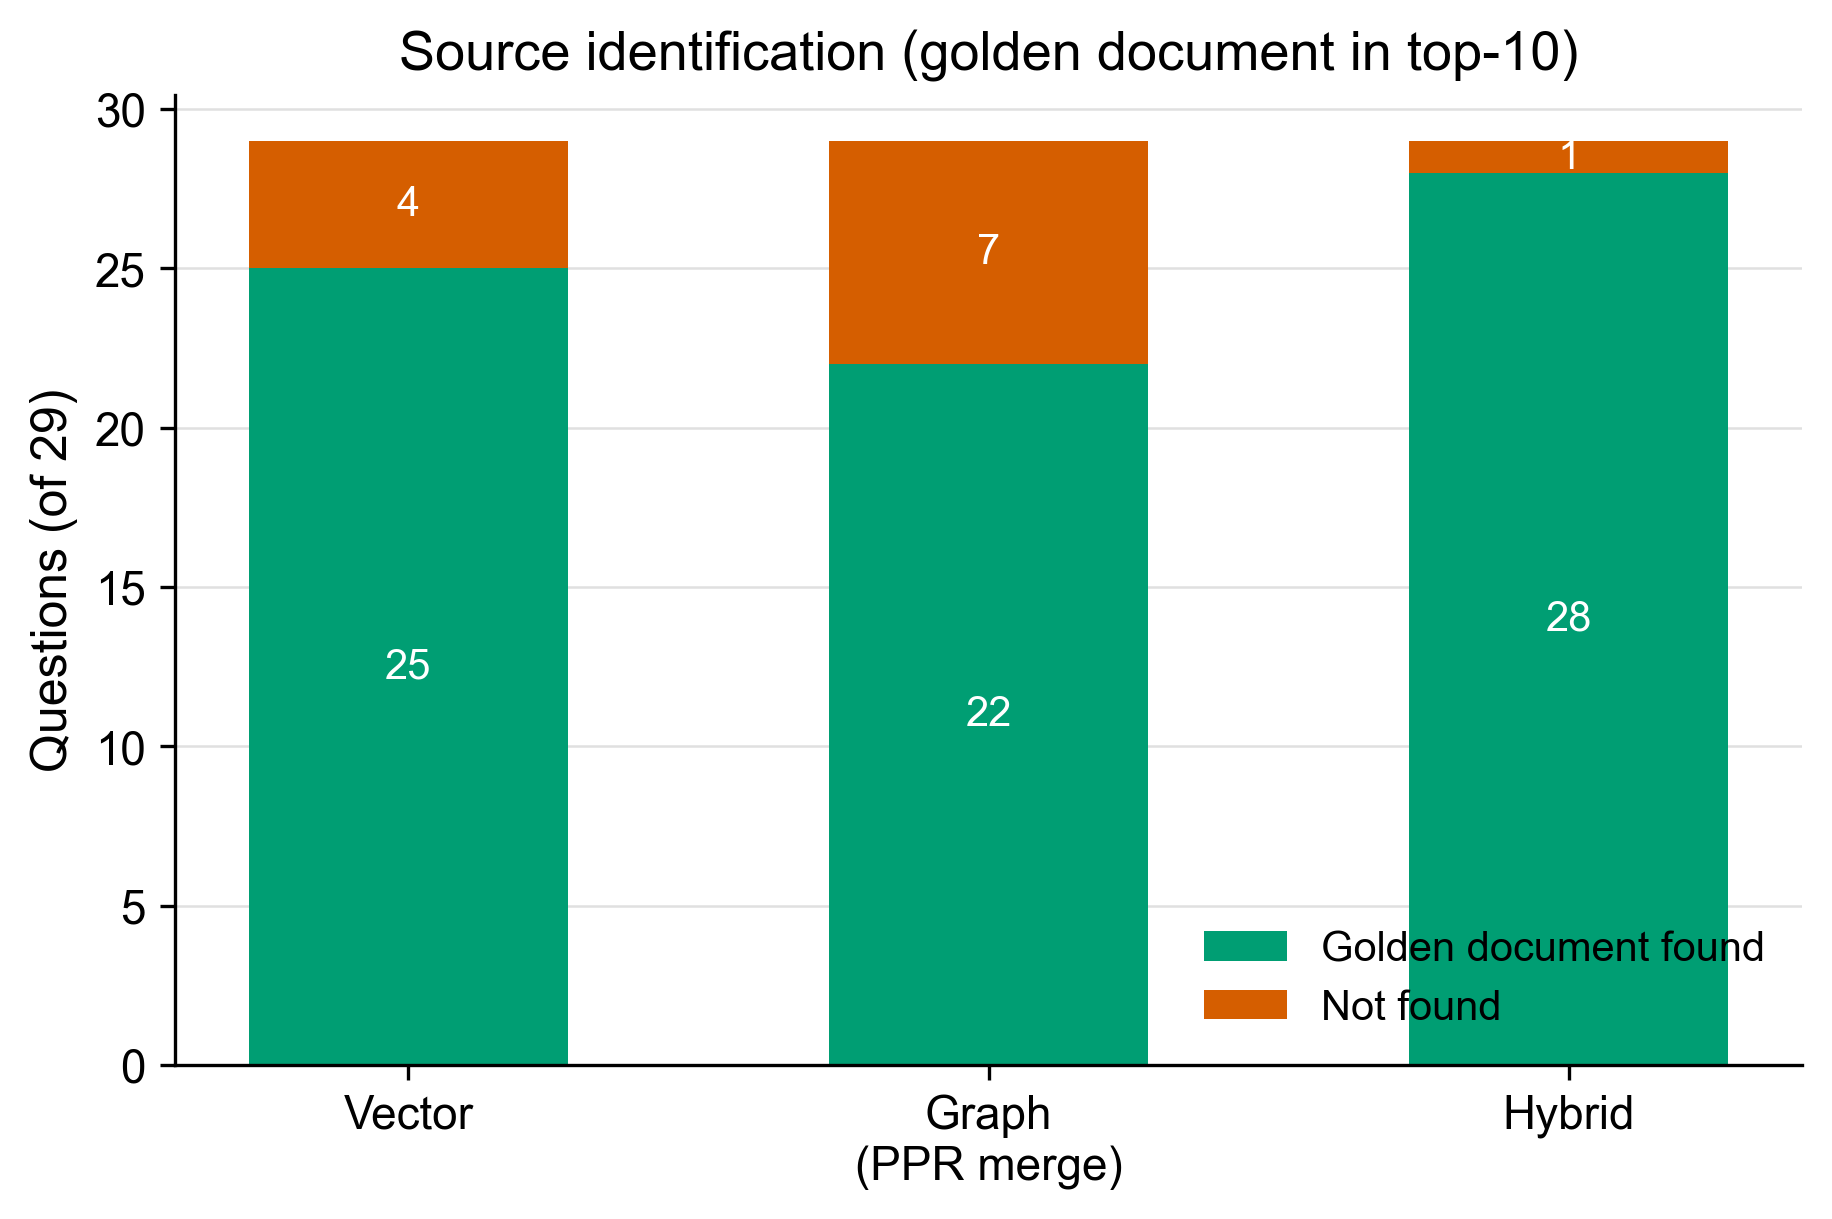 Source identification (golden document in top-10)
30
25
20
15
10
5
0
Questions (of 29)
4
7
1
25
22
28
Golden document found
Not found
Vector
Graph
(PPR merge)
Hybrid